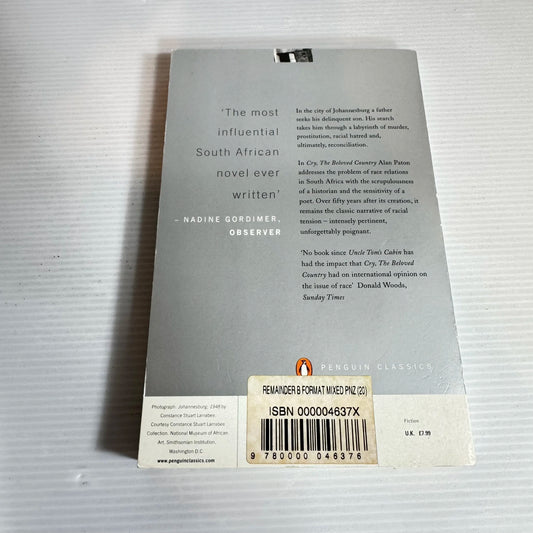 'The most
influential
South African
novel ever
written'
– NADINE GORDIMER,
OBSERVER
In the city of Johannesburg a father
seeks his delinquent son. His search
takes him through a labyrinth of murder,
prostitution, racial hatred and,
ultimately, reconciliation.
In Cry, The Beloved Country Alan Paton
addresses the problem of race relations
in South Africa with the scrupulousness
of a historian and the sensitivity of a
poet. Over fifty years after its creation, it
remains the classic narrative of racial
tension – intensely pertinent,
unforgettably poignant.
'No book since Uncle Tom's Cabin has
had the impact that Cry, The Beloved
Country had on international opinion on
the issue of race' Donald Woods,
Sunday Times
PENGUIN CLASSICS
REMAINDER B FORMAT MIXED PNZ (20)
ISBN 000004637X
9 780000 046376
Photograph: Johannesburg, 1948 by
Constance Stuart Larrabee.
Courtesy Constance Stuart Larrabee
Collection, National Museum of African
Art, Smithsonian Institution,
Washington D.C.
www.penguinclassics.com
Fiction
U.K. £7.99